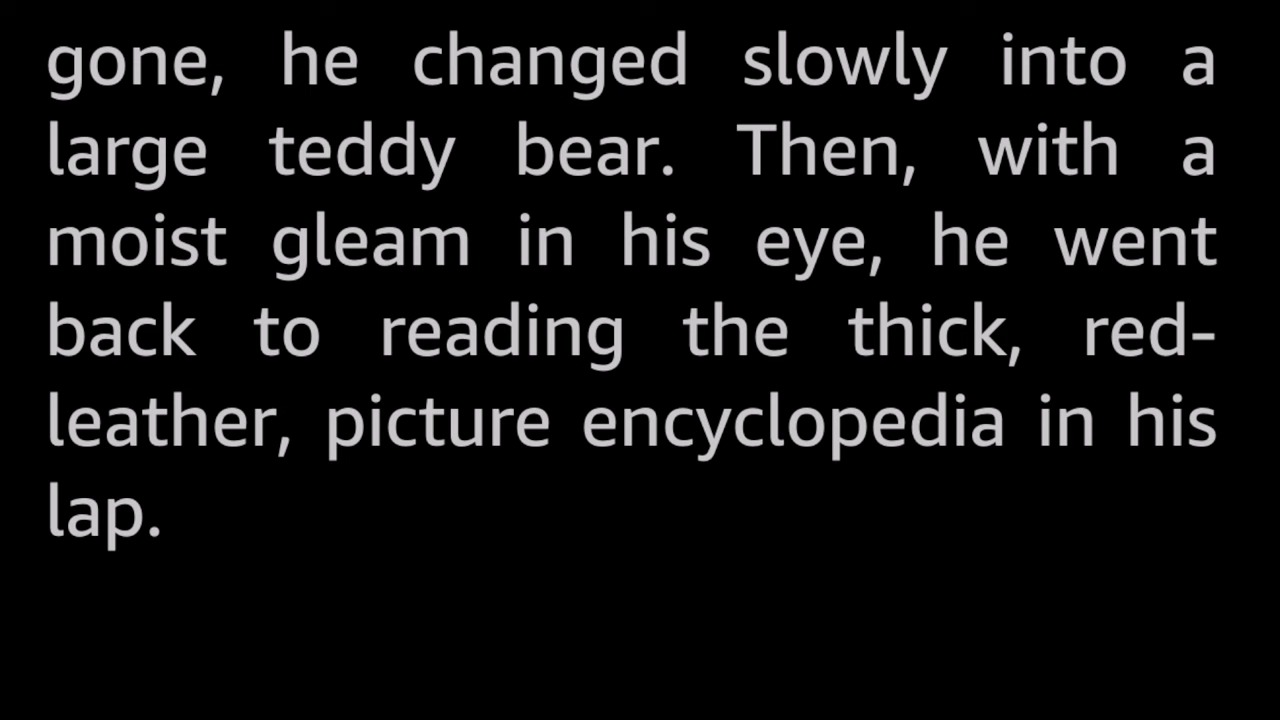 gone, he changed slowly into a
large teddy bear. Then, with a
moist gleam in his eye, he went
back to reading the thick, red-
leather, picture encyclopedia in his
lap.